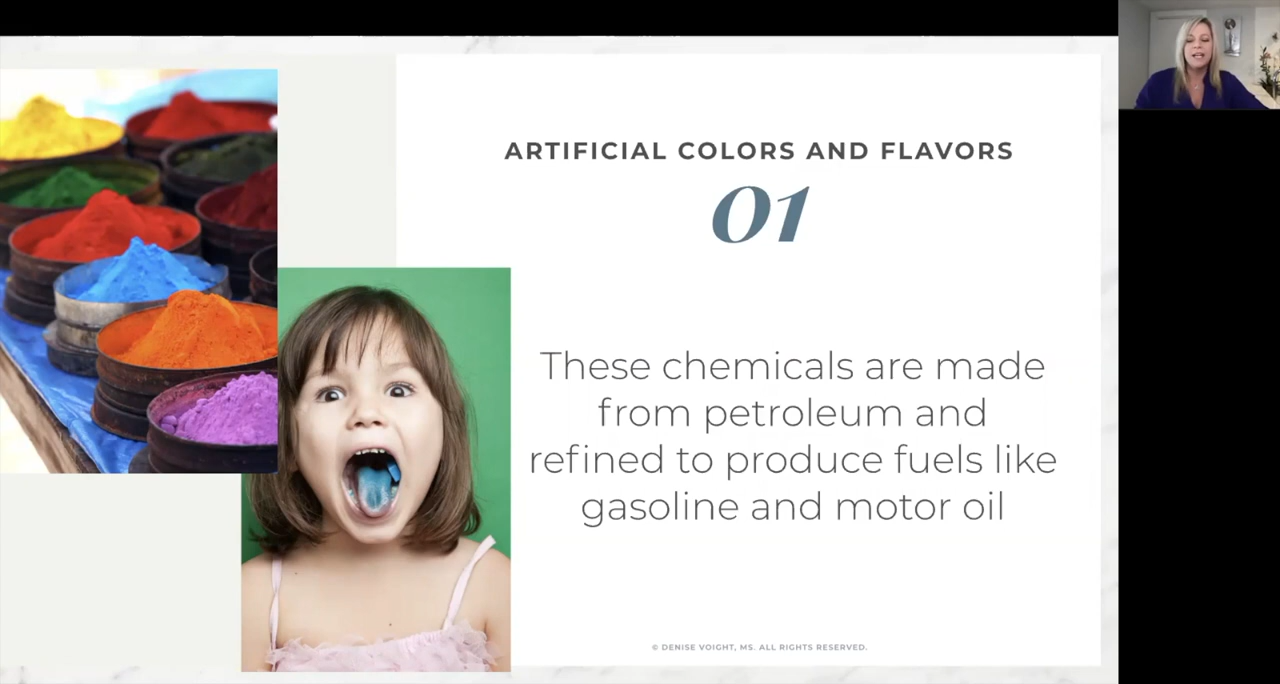 ARTIFICIAL COLORS AND FLAVORS
01
These chemicals are made
from petroleum and
refined to produce fuels like
gasoline and motor oil
© DENISE VOIGHT, MS. ALL RIGHTS RESERVED.